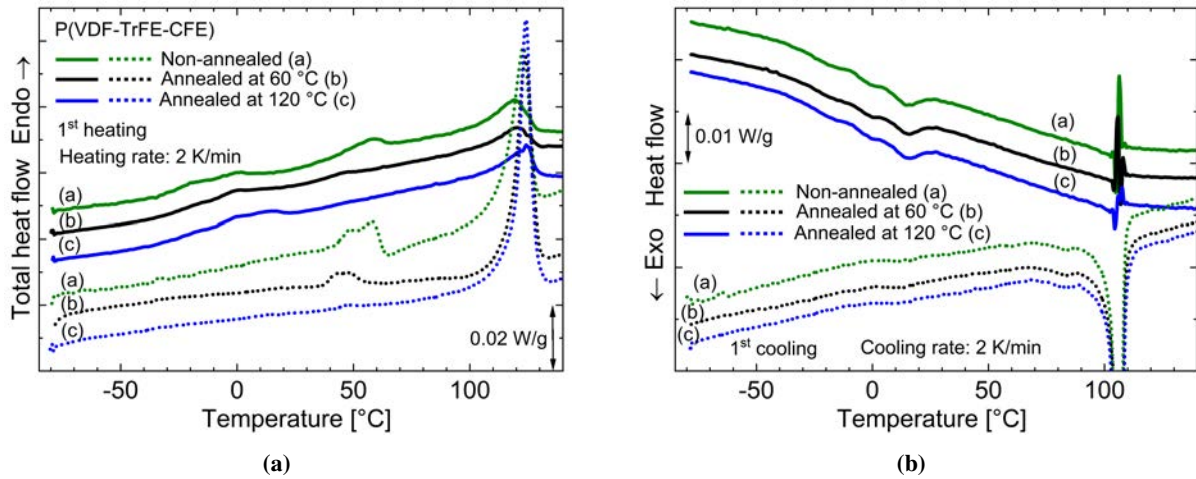 P(VDF-TrFE-CFE)
Non-annealed (a)
Annealed at 60 °C (b)
Annealed at 120 °C (c)
1st heating
Heating rate: 2 K/min
(a)
(b)
(c)
(a)
(b)
(c)
0.02 W/g
Total heat flow Endo →
-50 0 50 100
Temperature [°C]
(a)
0.01 W/g
(a)
(b)
(c)
Non-annealed (a)
Annealed at 60 °C (b)
Annealed at 120 °C (c)
(a)
(b)
(c)
1st cooling
Cooling rate: 2 K/min
← Exo Heat flow
-50 0 50 100
Temperature [°C]
(b)